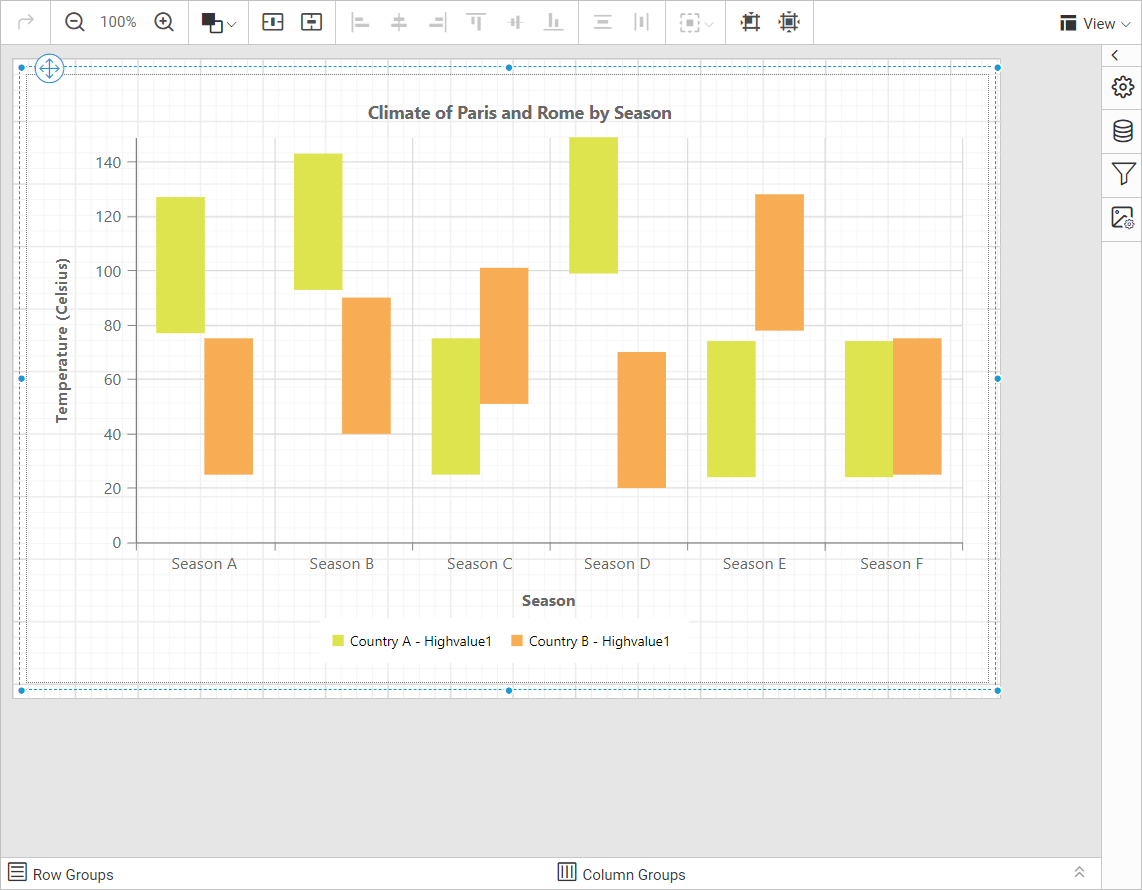 100%
View
Climate of Paris and Rome by Season
Temperature (Celsius)
140
120
100
80
60
40
20
0
Season A Season B Season C Season D Season E Season F
Season
Country A - Highvalue1 Country B - Highvalue1
Row Groups Column Groups